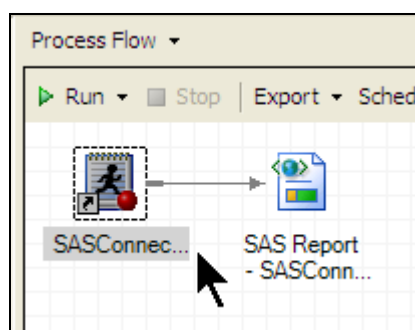 Process Flow
Run Stop Export Sched
SASConnec...
SAS Report
- SASConn...